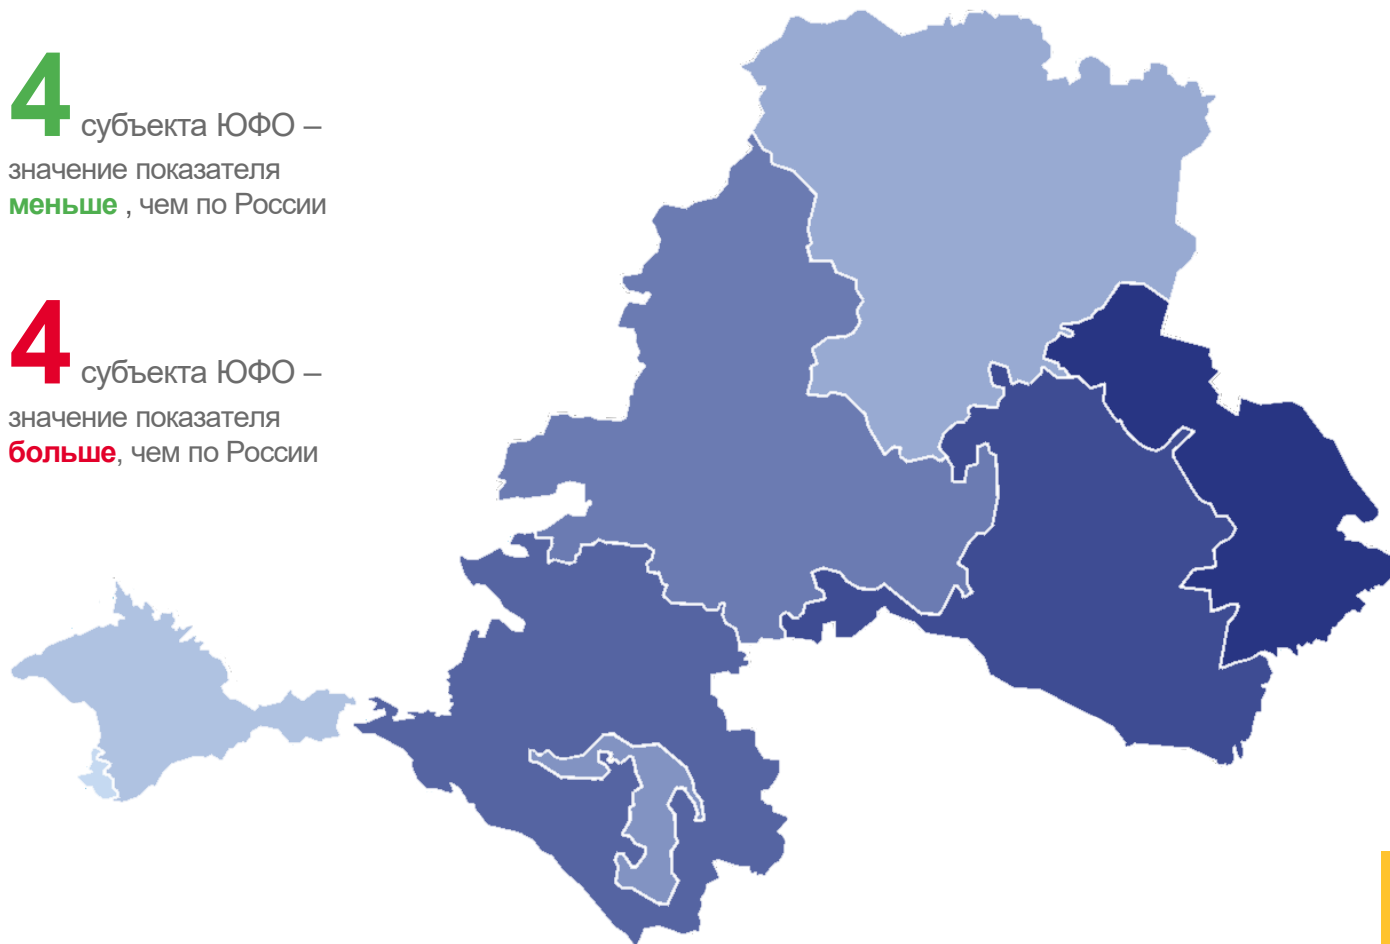 4 субъекта ЮФО –
значение показателя
меньше , чем по России
4 субъекта ЮФО –
значение показателя
больше, чем по России